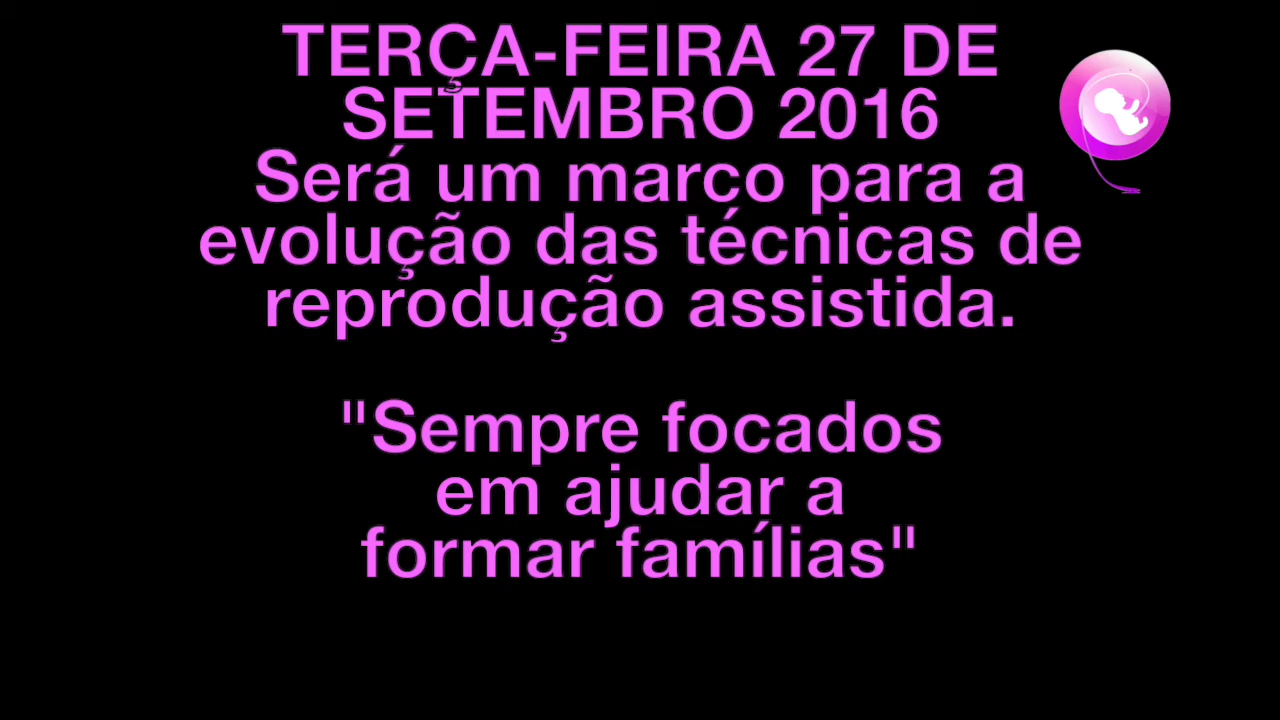 TERÇA-FEIRA 27 DE
SETEMBRO 2016
Será um marco para a
evolução das técnicas de
reprodução assistida.
"Sempre focados
em ajudar a
formar famílias"